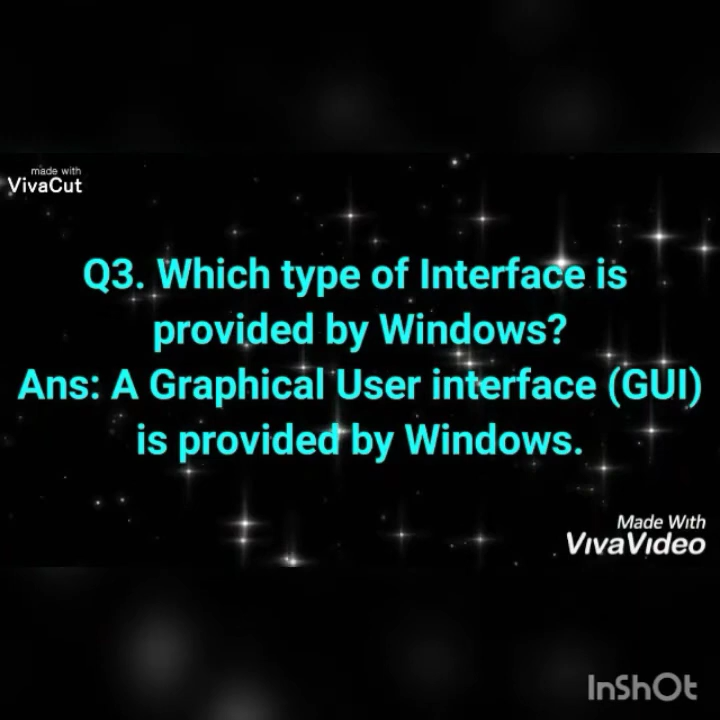 made with
VivaCut
Q3. Which type of Interface is
provided by Windows?
Ans: A Graphical User interface (GUI)
is provided by Windows.
Made With
VivaVideo
InShOt